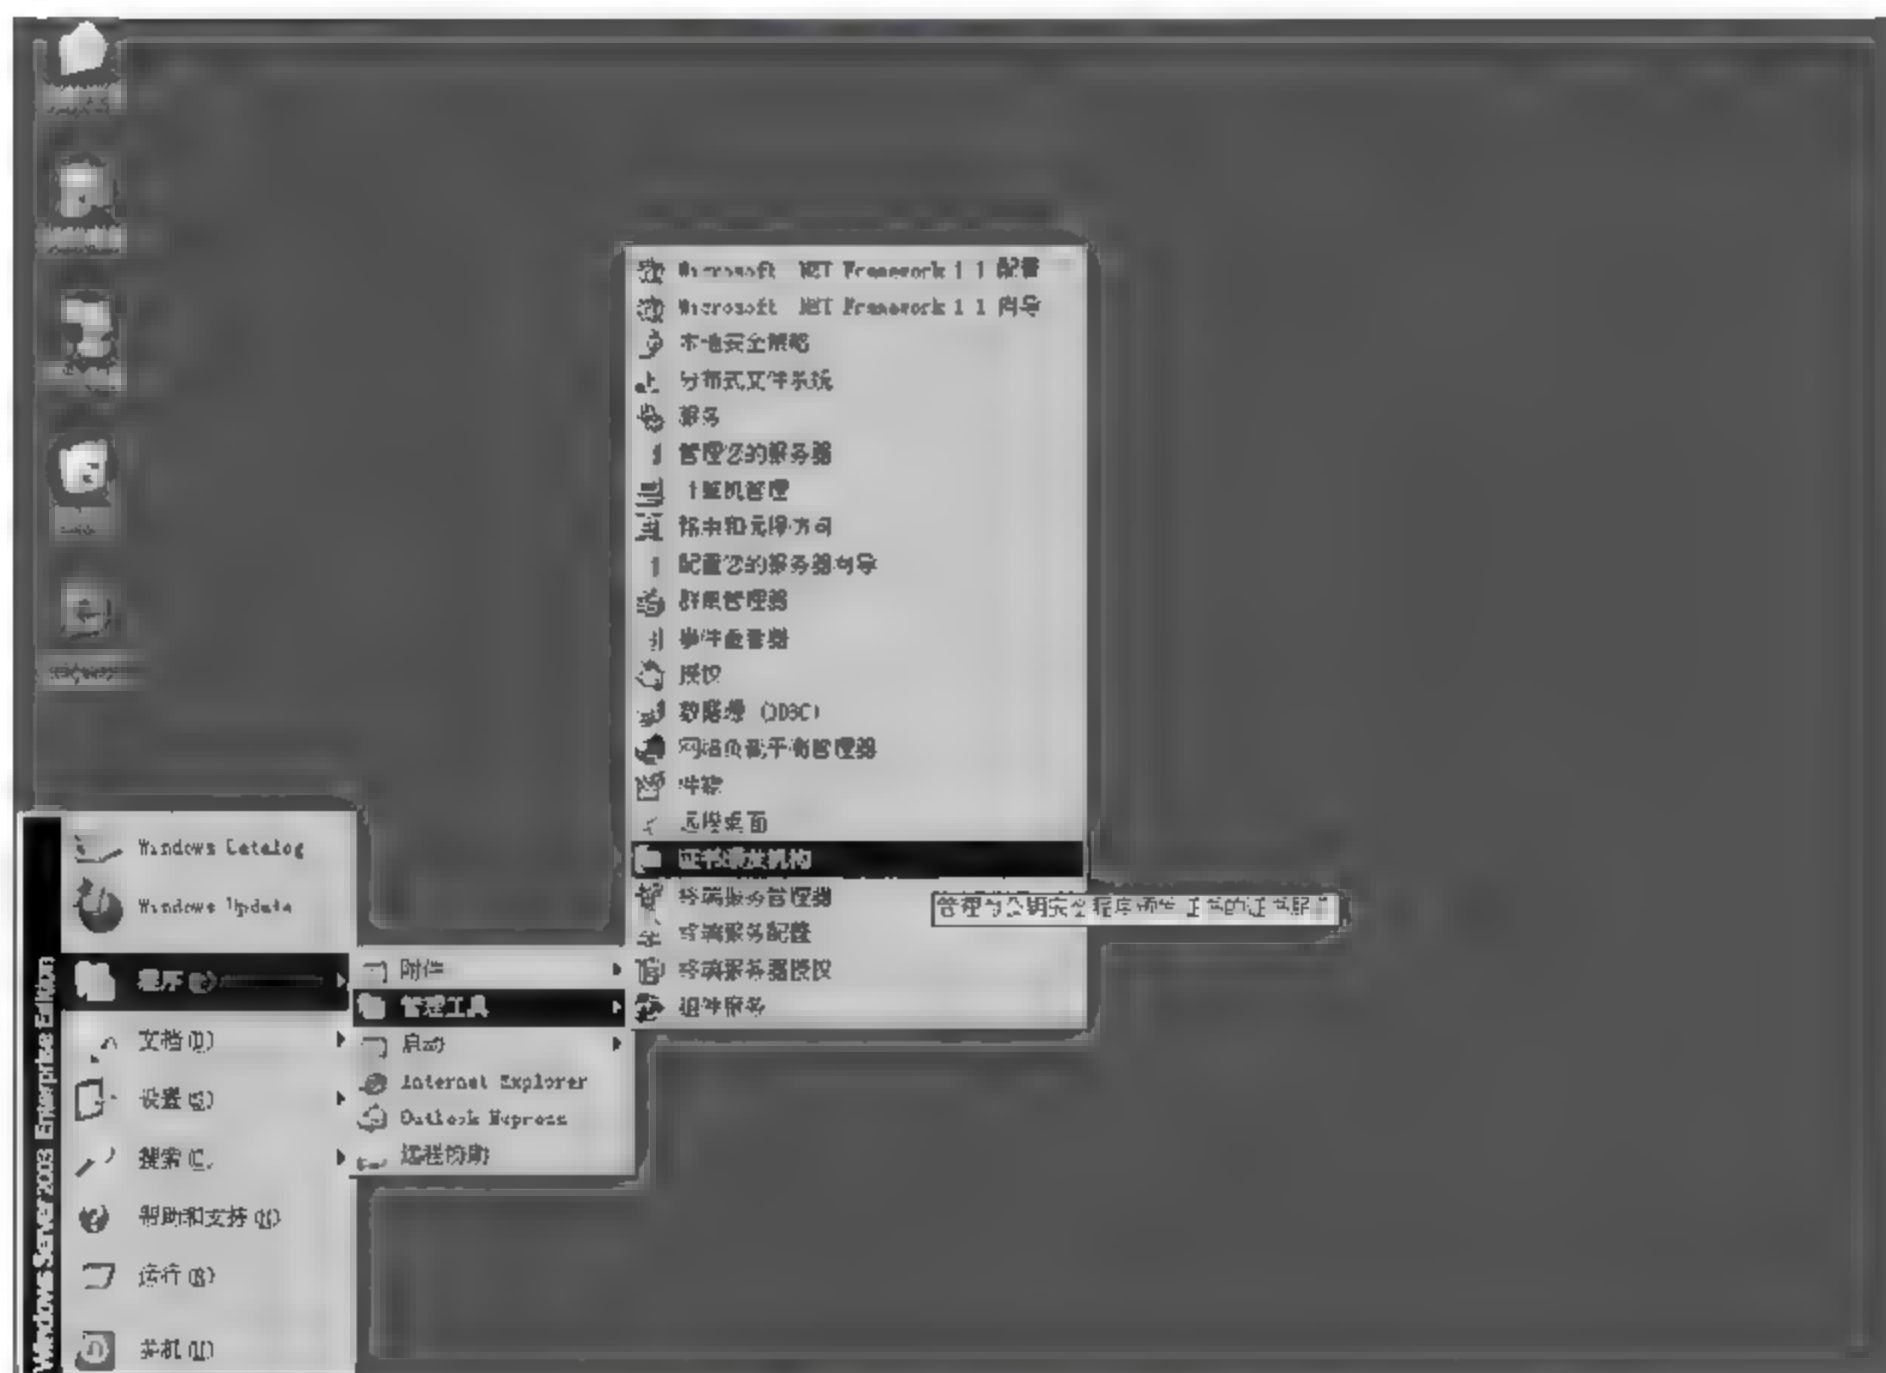 Microsoft .NET Framework 1.1 配置
Microsoft .NET Framework 1.1 向导
本地安全策略
分布式文件系统
服务
管理您的服务器
计算机管理
路由和远程访问
配置您的服务器向导
群集管理器
事件查看器
授权
数据源 (ODBC)
网络负载平衡管理器
远程桌面
证书颁发机构
终端服务管理器
终端服务配置
终端服务器授权
组件服务
附件
管理工具
启动
Internet Explorer
Outlook Express
远程协助
Windows Catalog
Windows Update
程序(P)
文档(D)
设置(S)
搜索(C)
帮助和支持(H)
运行(R)
关机(U)
Windows Server 2003 Enterprise Edition